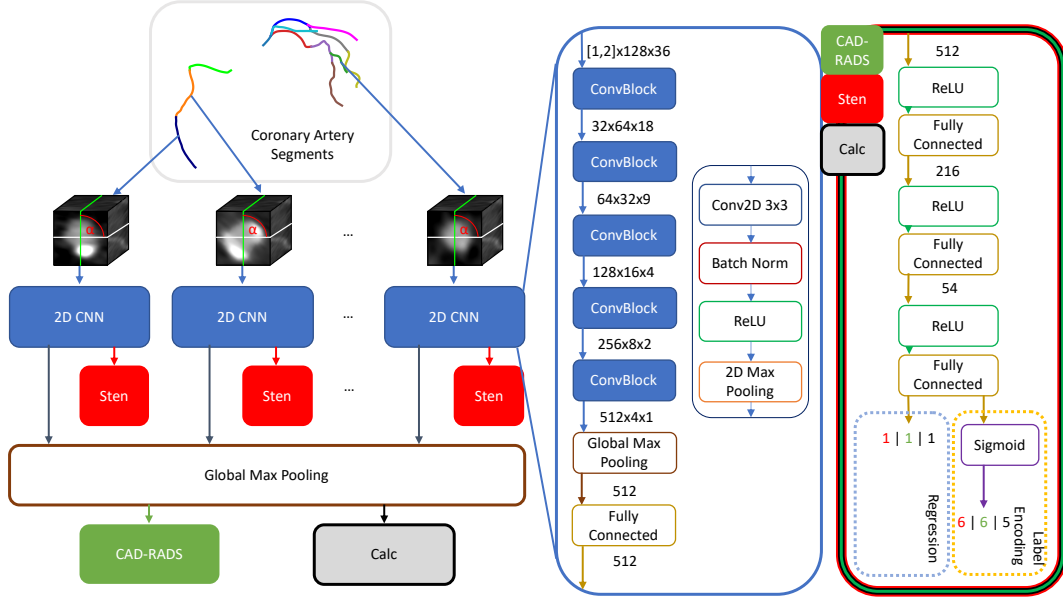 Coronary Artery
Segments
α
α
α
...
2D CNN
2D CNN
...
2D CNN
Sten
Sten
...
Sten
Global Max Pooling
CAD-RADS
Calc
[1,2]x128x36
ConvBlock
32x64x18
ConvBlock
64x32x9
ConvBlock
128x16x4
ConvBlock
256x8x2
ConvBlock
512x4x1
Global Max
Pooling
512
Fully
Connected
512
Conv2D 3x3
Batch Norm
ReLU
2D Max
Pooling
CAD-
RADS
Sten
Calc
512
ReLU
Fully
Connected
216
ReLU
Fully
Connected
54
ReLU
Fully
Connected
1 | 1 | 1
Regression
Sigmoid
6 | 6 | 5
Label
Encoding